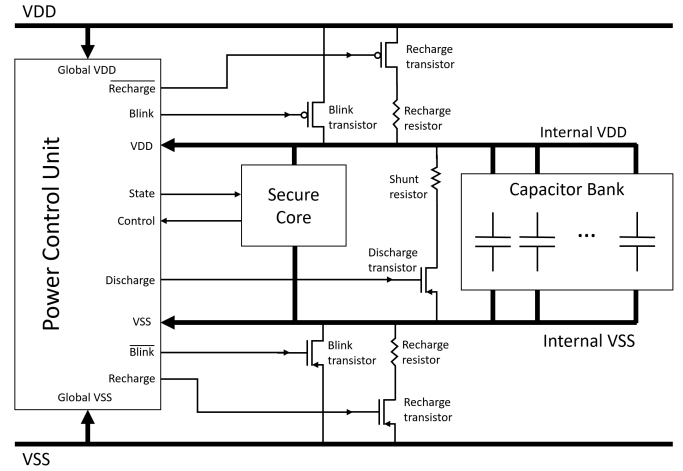 VDD
Global VDD
Recharge
Blink
VDD
State
Control
Discharge
VSS
Blink
Recharge
Global VSS
Power Control Unit
Recharge
transistor
Blink
transistor
Recharge
resistor
Internal VDD
Secure
Core
Shunt
resistor
Capacitor Bank
...
Discharge
transistor
Internal VSS
Blink
transistor
Recharge
resistor
Recharge
transistor
VSS